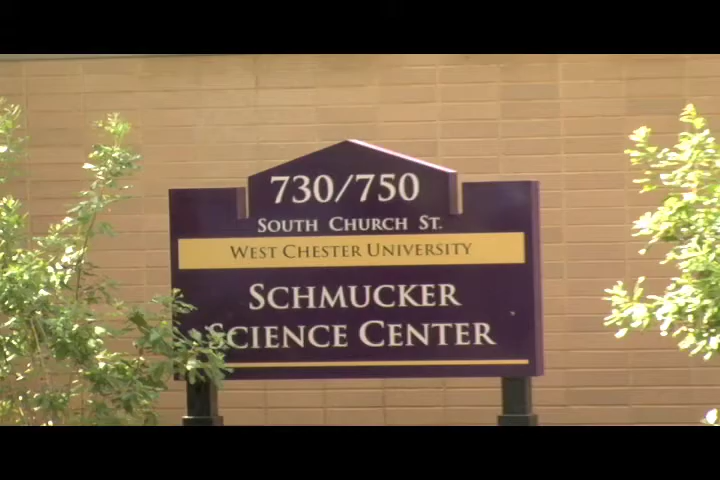 730/750
South Church St.
West Chester University
Schmucker
Science Center